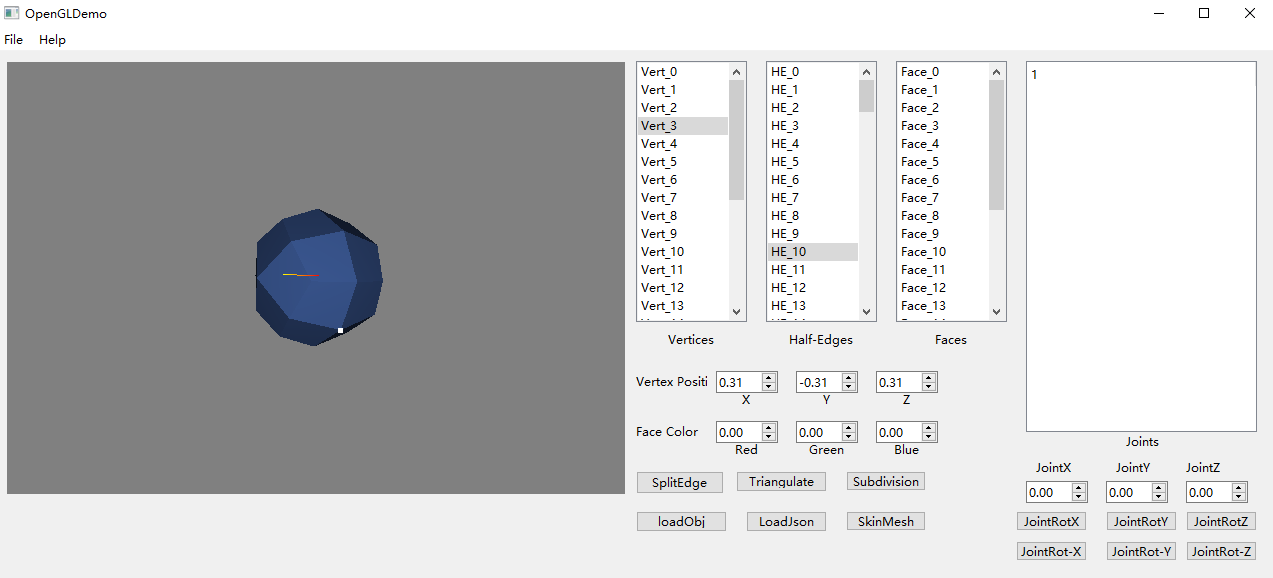 OpenGLDemo
File Help
Vert_0
Vert_1
Vert_2
Vert_3
Vert_4
Vert_5
Vert_6
Vert_7
Vert_8
Vert_9
Vert_10
Vert_11
Vert_12
Vert_13
Vertices
HE_0
HE_1
HE_2
HE_3
HE_4
HE_5
HE_6
HE_7
HE_8
HE_9
HE_10
HE_11
HE_12
HE_13
Half-Edges
Face_0
Face_1
Face_2
Face_3
Face_4
Face_5
Face_6
Face_7
Face_8
Face_9
Face_10
Face_11
Face_12
Face_13
Faces
Vertex Positi 0.31 -0.31 0.31
X Y Z
Face Color 0.00 0.00 0.00
Red Green Blue
SplitEdge Triangulate Subdivision
loadObj LoadJson SkinMesh
1
Joints
JointX JointY JointZ
0.00 0.00 0.00
JointRotX JointRotY JointRotZ
JointRot-X JointRot-Y JointRot-Z